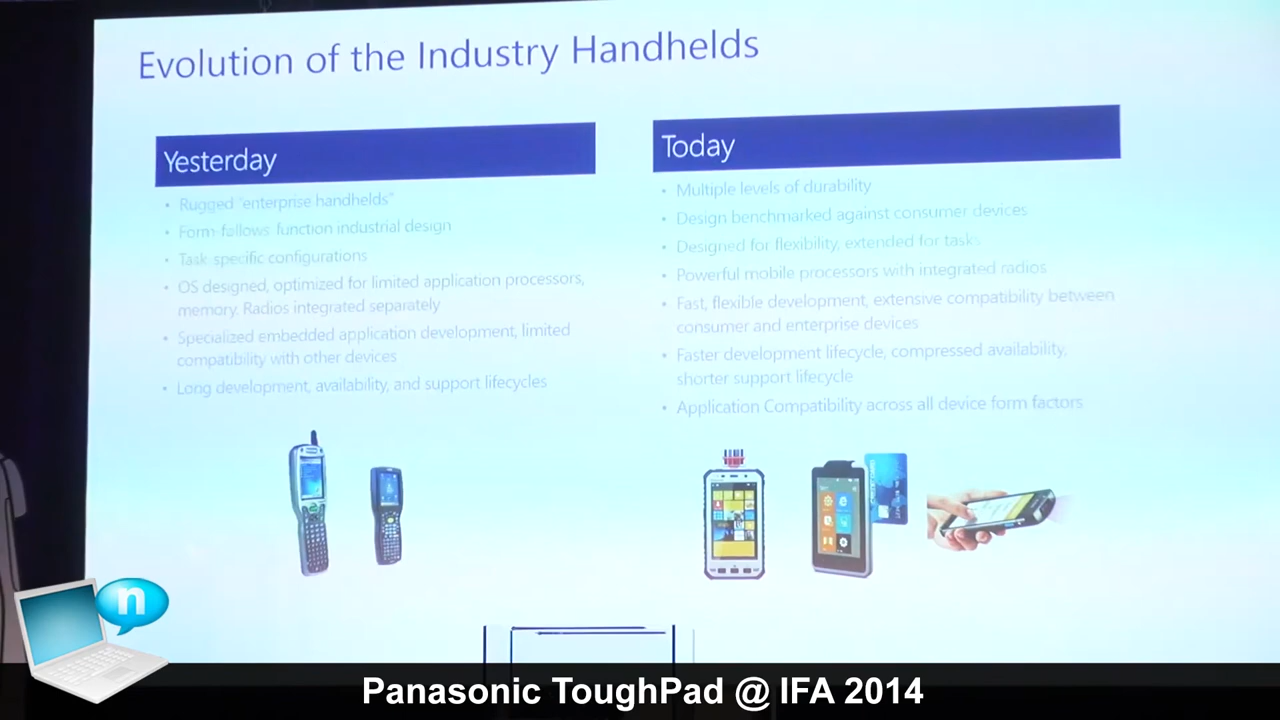 Evolution of the Industry Handhelds
Yesterday
• Rugged "enterprise handhelds"
• Form-follows function industrial design
• Task-specific configurations
• OS designed, optimized for limited application processors,
memory. Radios integrated separately
• Specialized embedded application development, limited
compatibility with other devices
• Long development, availability, and support lifecycles
Today
• Multiple levels of durability
• Design benchmarked against consumer devices
• Designed for flexibility, extended for tasks
• Powerful mobile processors with integrated radios
• Fast, flexible development, extensive compatibility between
consumer and enterprise devices
• Faster development lifecycle, compressed availability,
shorter support lifecycle
• Application Compatibility across all device form factors
n
Panasonic ToughPad @ IFA 2014